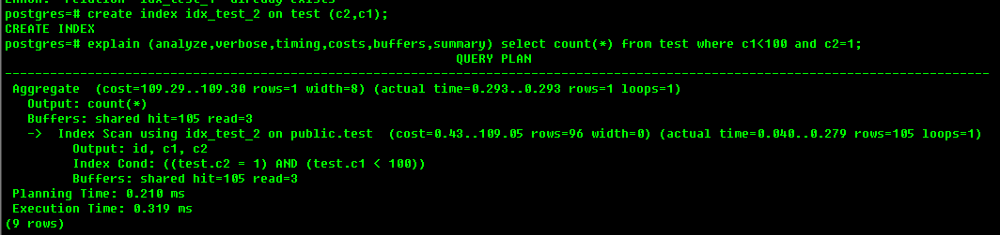 ERROR:  relation "idx_test_1" already exists
postgres=# create index idx_test_2 on test (c2,c1);
CREATE INDEX
postgres=# explain (analyze,verbose,timing,costs,buffers,summary) select count(*) from test where c1<100 and c2=1;
QUERY PLAN
-----------------------------------------------------------------------------------------------------------------------------------
Aggregate  (cost=109.29..109.30 rows=1 width=8) (actual time=0.293..0.293 rows=1 loops=1)
  Output: count(*)
  Buffers: shared hit=105 read=3
  ->  Index Scan using idx_test_2 on public.test  (cost=0.43..109.05 rows=96 width=0) (actual time=0.040..0.279 rows=105 loops=1)
        Output: id, c1, c2
        Index Cond: ((test.c2 = 1) AND (test.c1 < 100))
        Buffers: shared hit=105 read=3
Planning Time: 0.210 ms
Execution Time: 0.319 ms
(9 rows)